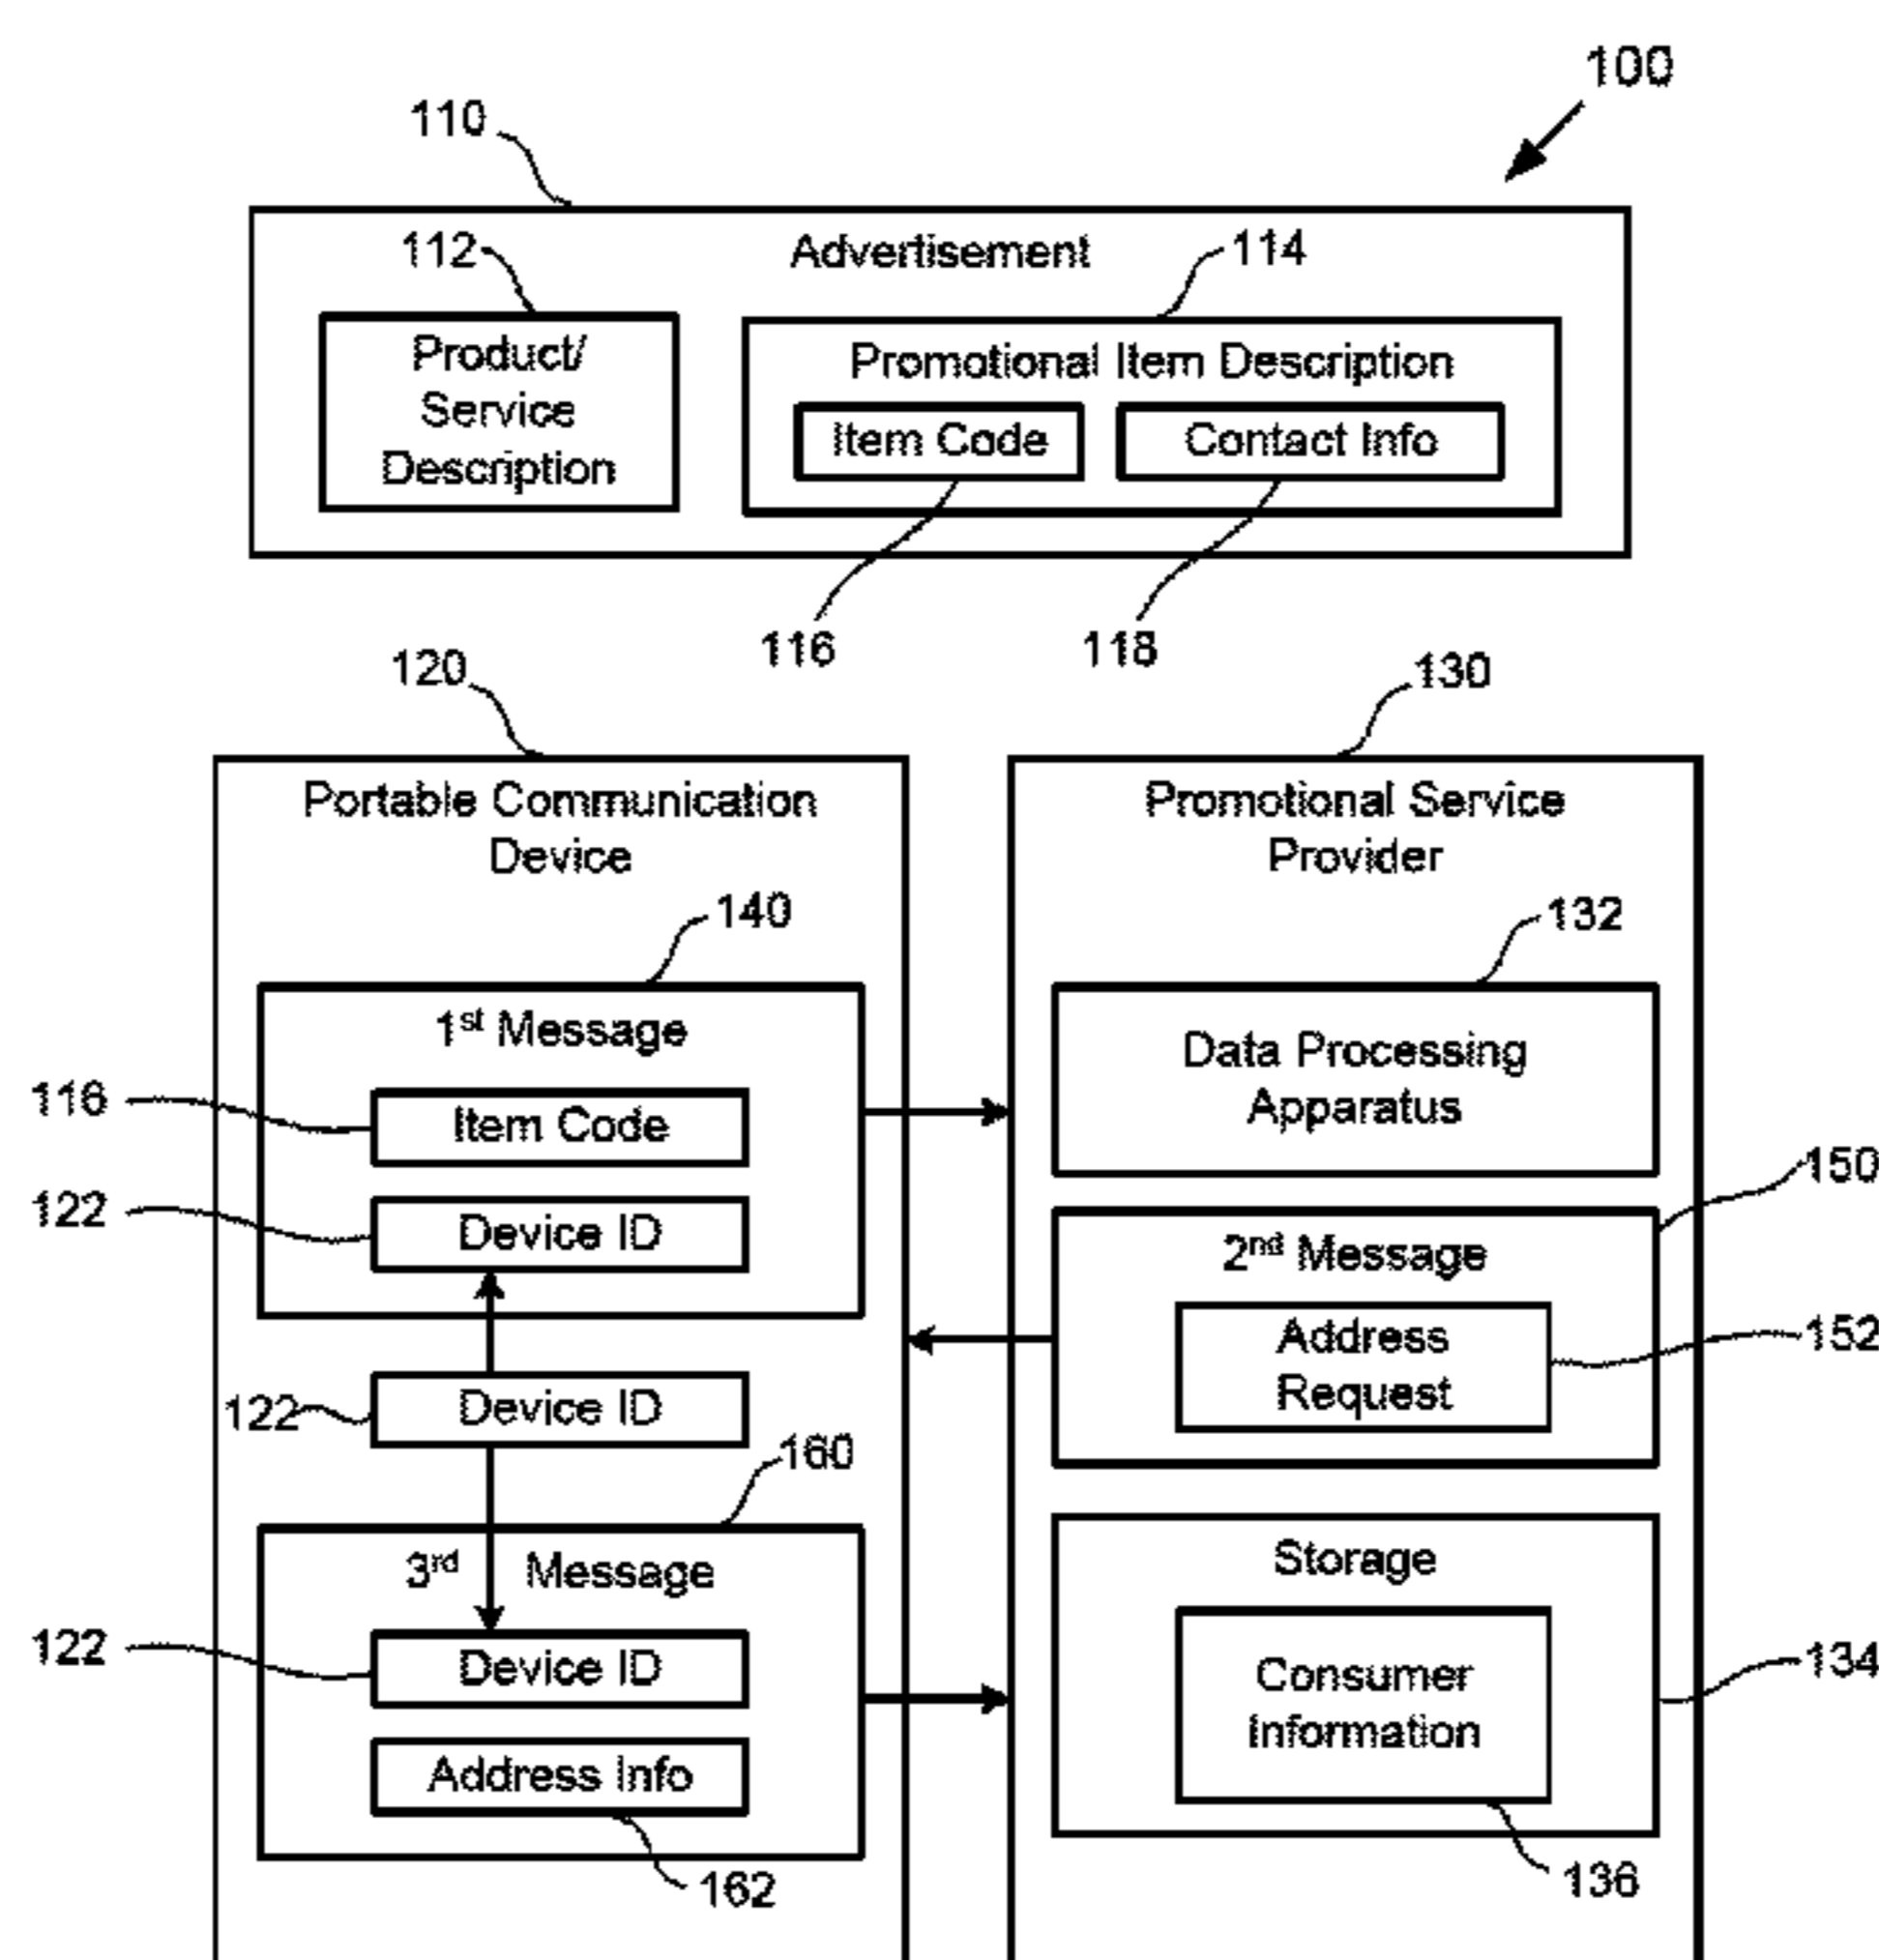 100
110
112
Advertisement
114
Product/
Service
Description
Promotional Item Description
Item Code
Contact Info
116
118
120
130
Portable Communication
Device
Promotional Service
Provider
140
132
1st Message
Data Processing
Apparatus
116
Item Code
122
Device ID
150
2nd Message
Address
Request
152
122
Device ID
160
3rd Message
Storage
122
Device ID
Consumer
Information
134
Address Info
162
136